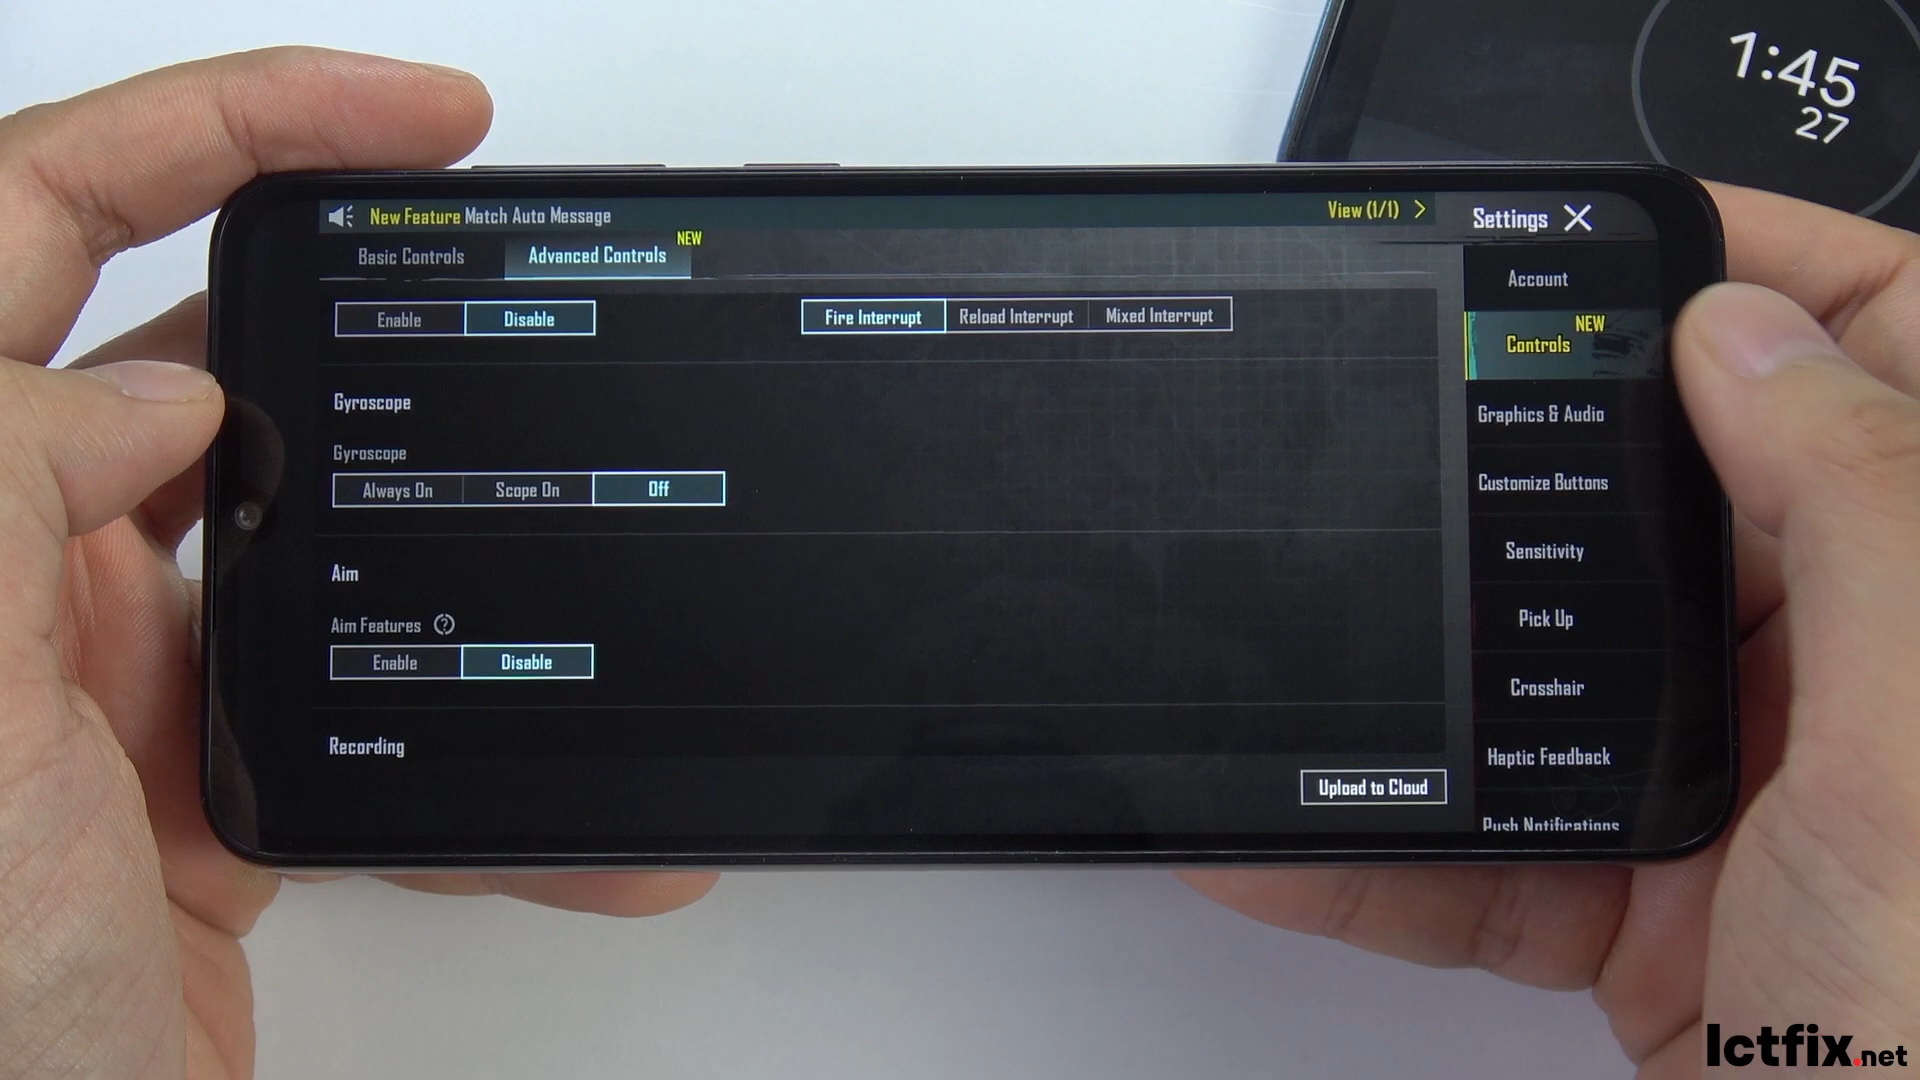 1:45
27
New Feature Match Auto Message
View (1/1)
Settings
Basic Controls
Advanced Controls
NEW
Account
Enable
Disable
Fire Interrupt
Reload Interrupt
Mixed Interrupt
NEW
Controls
Gyroscope
Graphics & Audio
Gyroscope
Always On
Scope On
Off
Customize Buttons
Sensitivity
Aim
Aim Features
Pick Up
Enable
Disable
Crosshair
Recording
Haptic Feedback
Upload to Cloud
Push Notifications
Ictfix.net